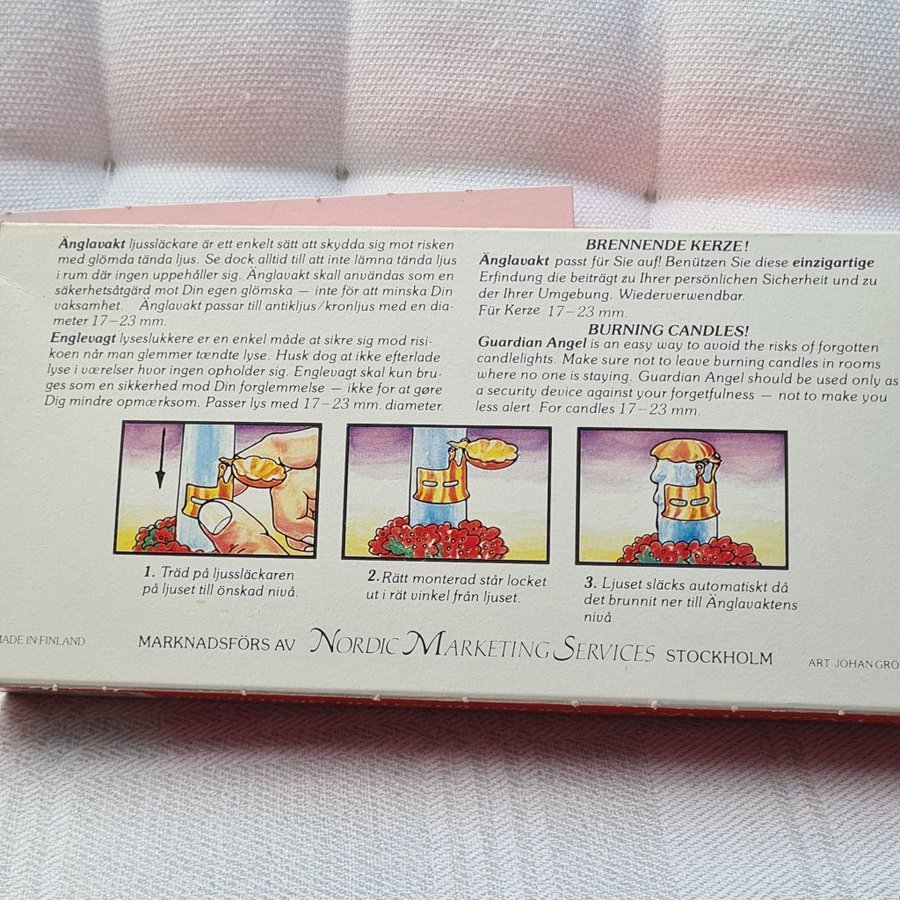 Änglavakt ljussläckare är ett enkelt sätt att skydda sig mot risken
med glömda tända ljus. Se dock alltid till att inte lämna tända ljus
i rum där ingen uppehåller sig. Änglavakt skall användas som en
säkerhetsåtgärd mot Din egen glömska — inte för att minska Din
vaksamhet. Änglavakt passar till antikljus/kronljus med en dia-
meter 17—23 mm.
Englevagt lyseslukkere er en enkel måde at sikre sig mod risi-
koen når man glemmer tændte lyse. Husk dog at ikke efterlade
lyse i værelser hvor ingen opholder sig. Englevagt skal kun bru-
ges som en sikkerhed mod Din forglemmelse — ikke for at gøre
Dig mindre opmærksom. Passer lys med 17—23 mm. diameter.
BRENNENDE KERZE!
Änglavakt passt für Sie auf! Benützen Sie diese einzigartige
Erfindung die beiträgt zu Ihrer persönlichen Sicherheit und zu
der Ihrer Umgebung. Wiederverwendbar.
Für Kerze 17—23 mm.
BURNING CANDLES!
Guardian Angel is an easy way to avoid the risks of forgotten
candlelights. Make sure not to leave burning candles in rooms
where no one is staying. Guardian Angel should be used only as
a security device against your forgetfulness — not to make you
less alert. For candles 17—23 mm.
1. Träd på ljussläckaren
på ljuset till önskad nivå.
2. Rätt monterad står locket
ut i rät vinkel från ljuset.
3. Ljuset släcks automatiskt då
det brunnit ner till Änglavaktens
nivå
MADE IN FINLAND
MARKNADSFÖRS AV NORDIC MARKETING SERVICES STOCKHOLM
ART JOHAN